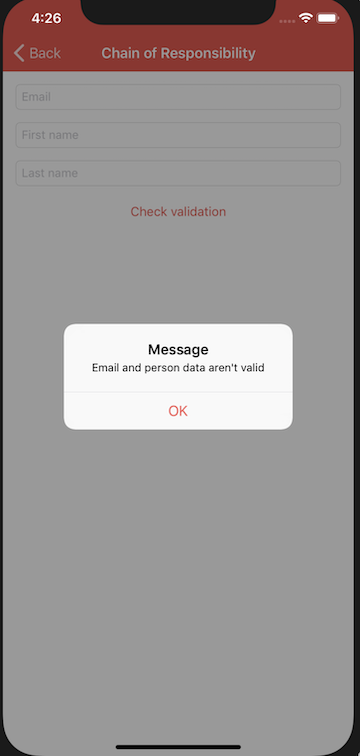 4:26
Back
Chain of Responsibility
Email
First name
Last name
Check validation
Message
Email and person data aren't valid
OK